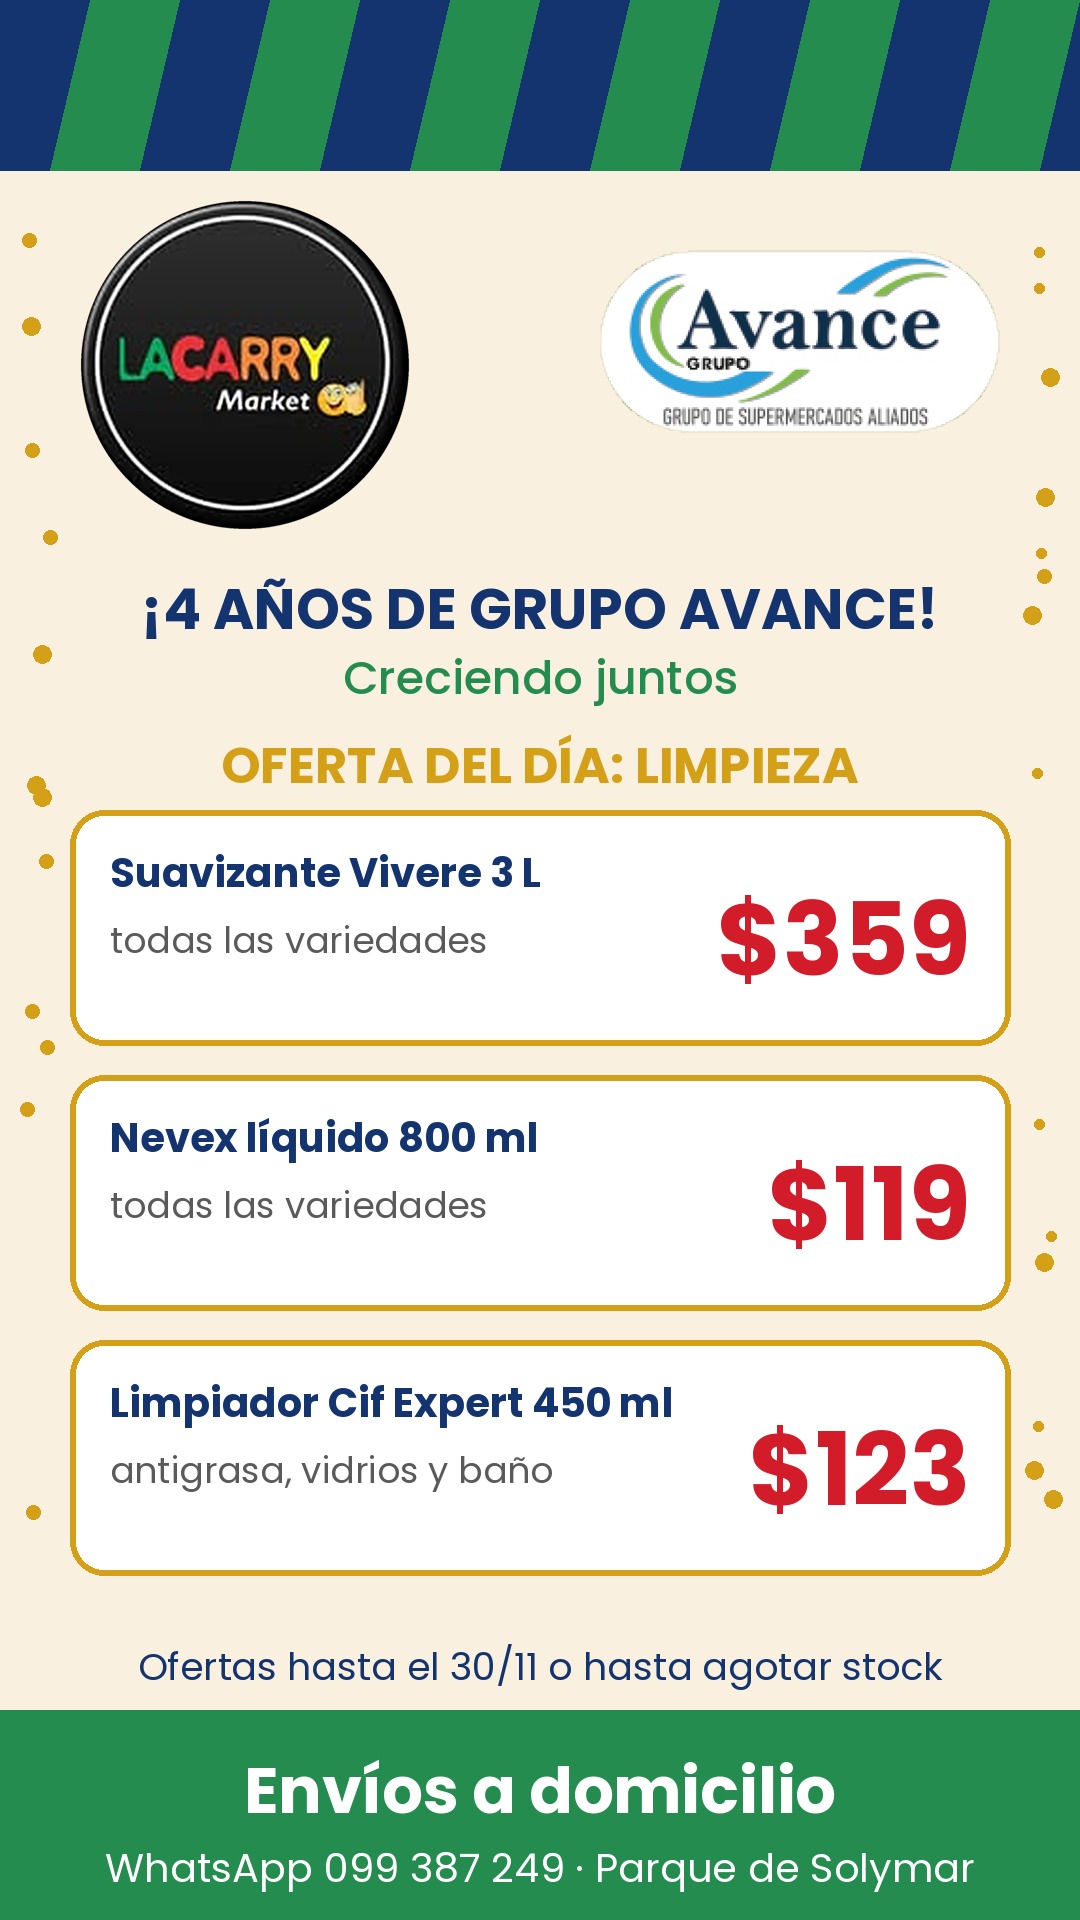 LACARRY
Market
Avance
GRUPO
GRUPO DE SUPERMERCADOS ALIADOS
¡4 AÑOS DE GRUPO AVANCE!
Creciendo juntos
OFERTA DEL DÍA: LIMPIEZA
Suavizante Vivere 3 L
todas las variedades
$359
Nevex líquido 800 ml
todas las variedades
$119
Limpiador Cif Expert 450 ml
antigrasa, vidrios y baño
$123
Ofertas hasta el 30/11 o hasta agotar stock
Envíos a domicilio
WhatsApp 099 387 249 · Parque de Solymar